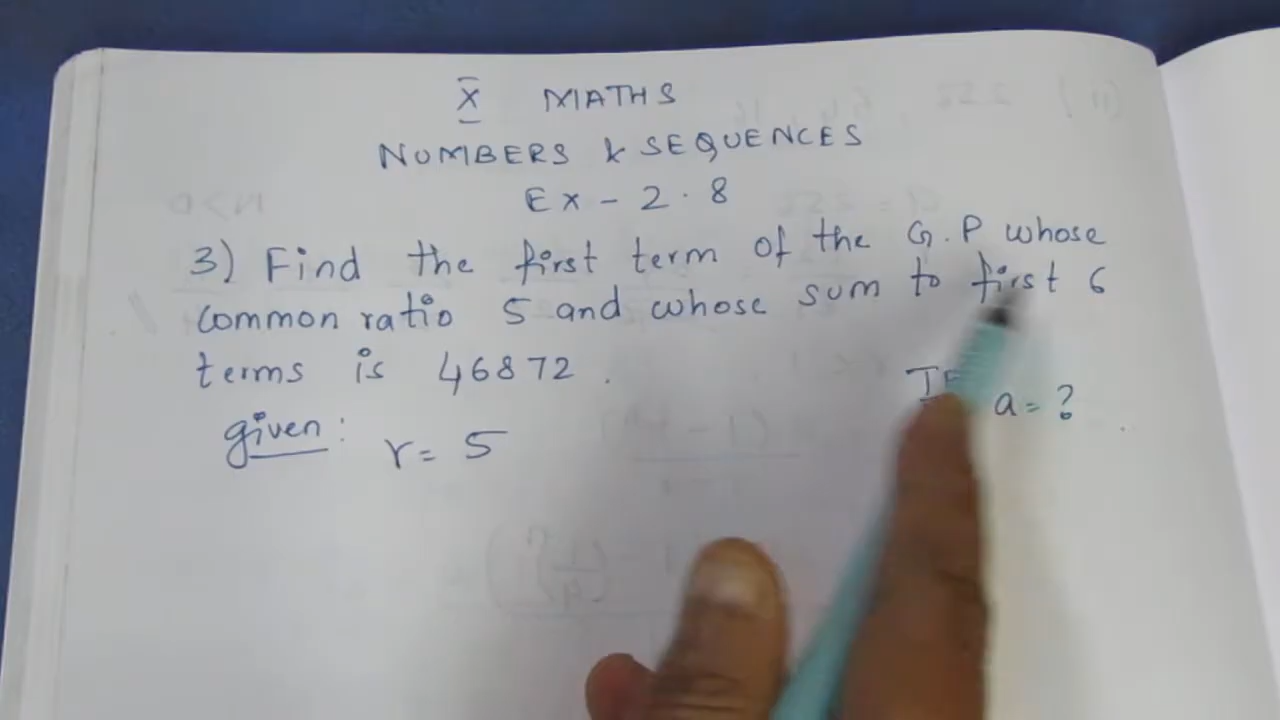 X MATHS
NUMBERS & SEQUENCES
Ex - 2.8
3) Find the first term of the G.P whose
common ratio 5 and whose sum to first 6
terms is 46872.
a = ?
given: r = 5